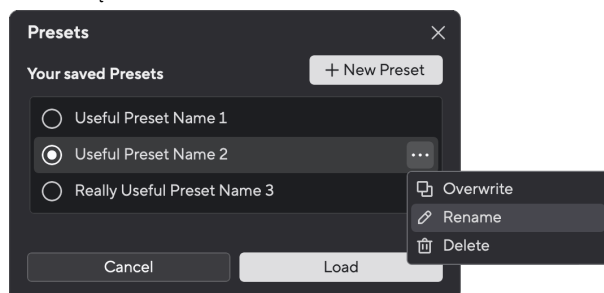 Presets
Your saved Presets
+ New Preset
Useful Preset Name 1
Useful Preset Name 2
Really Useful Preset Name 3
Overwrite
Rename
Delete
Cancel
Load